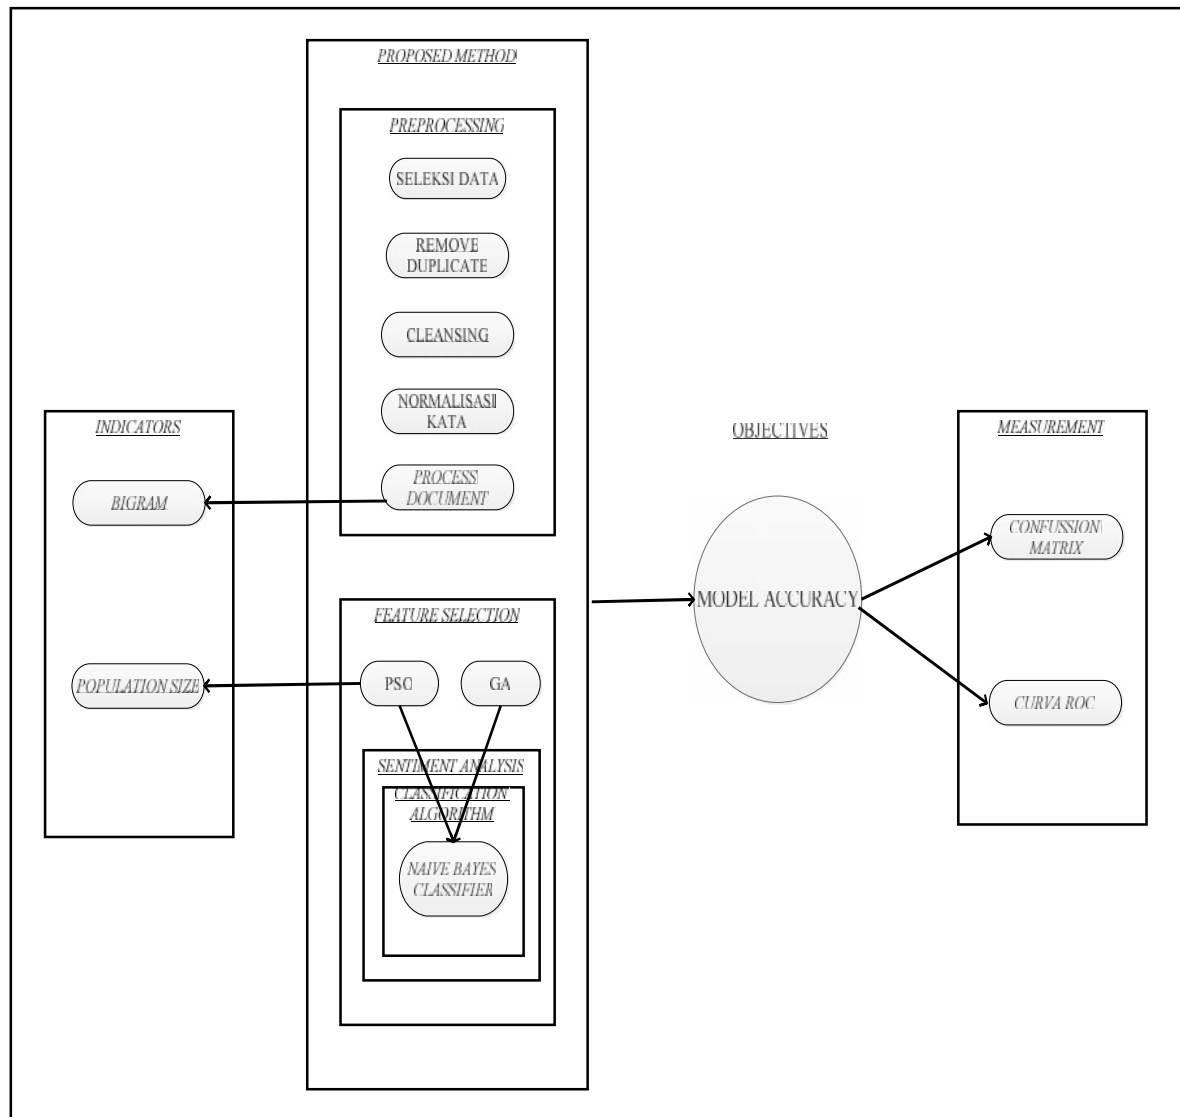 PROPOSED METHOD
PREPROCESSING
SELEKSI DATA
REMOVE
DUPLICATE
CLEANSING
NORMALISASI
KATA
PROCESS
DOCUMENT
INDICATORS
BIGRAM
POPULATION SIZE
FEATURE SELECTION
PSO
GA
SENTIMENT ANALYSIS
CLASSIFICATION
ALGORITHM
NAIVE BAYES
CLASSIFIER
OBJECTIVES
MODEL ACCURACY
MEASUREMENT
CONFUSSION
MATRIX
CURVA ROC